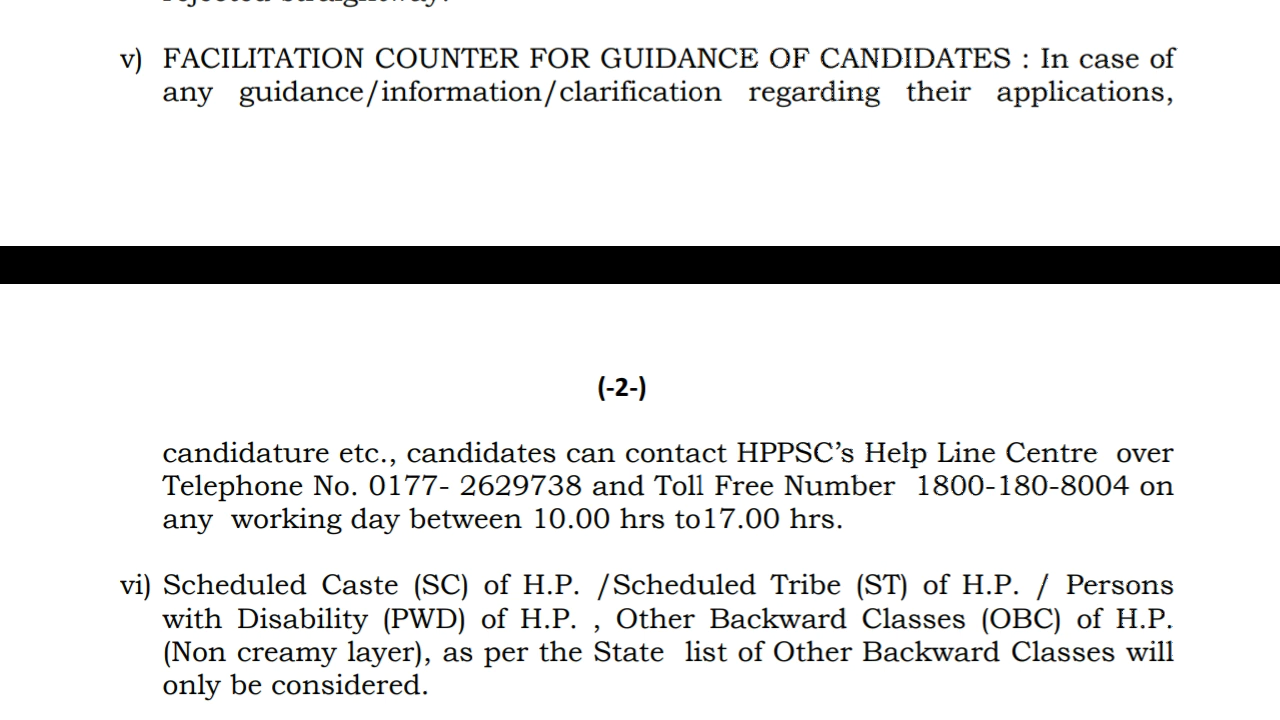 v) FACILITATION COUNTER FOR GUIDANCE OF CANDIDATES : In case of
any guidance/information/clarification regarding their applications,
(-2-)
candidature etc., candidates can contact HPPSC’s Help Line Centre over
Telephone No. 0177- 2629738 and Toll Free Number 1800-180-8004 on
any working day between 10.00 hrs to17.00 hrs.
vi) Scheduled Caste (SC) of H.P. /Scheduled Tribe (ST) of H.P. / Persons
with Disability (PWD) of H.P. , Other Backward Classes (OBC) of H.P.
(Non creamy layer), as per the State list of Other Backward Classes will
only be considered.